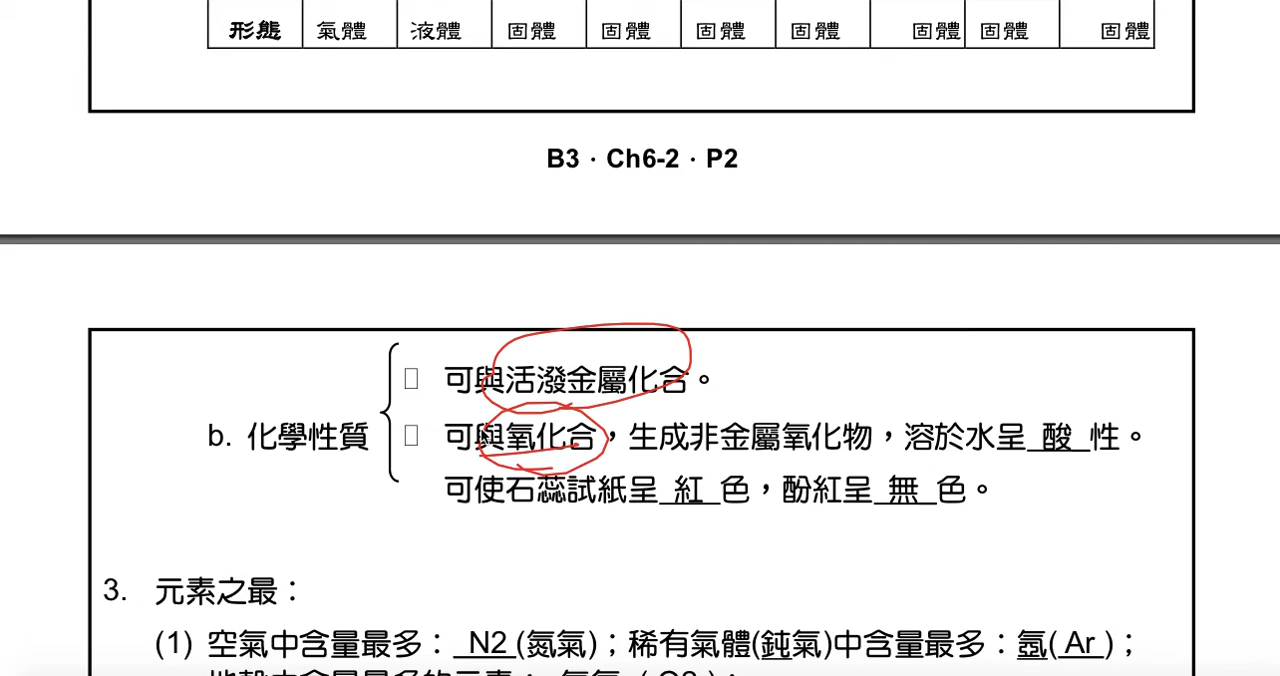 形態 氣體 液體 固體 固體 固體 固體 固體 固體 固體
B3‧Ch6-2‧P2
可與活潑金屬化合。
b. 化學性質 可與氧化合，生成非金屬氧化物，溶於水呈 酸 性。
可使石蕊試紙呈 紅 色，酚紅呈 無 色。
3. 元素之最：
(1) 空氣中含量最多： N2 (氮氣)；稀有氣體(鈍氣)中含量最多：氬( Ar )；